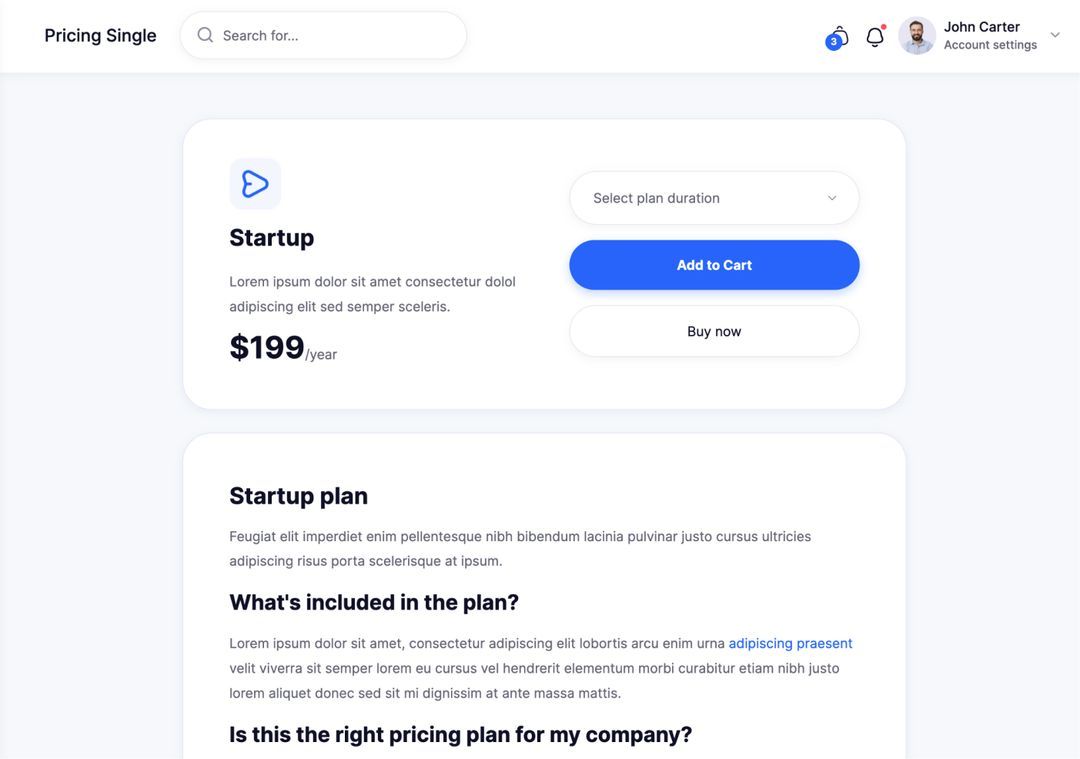 Pricing Single
Search for...
3
John Carter
Account settings
Startup
Lorem ipsum dolor sit amet consectetur dolol
adipiscing elit sed semper sceleris.
$199/year
Select plan duration
Add to Cart
Buy now
Startup plan
Feugiat elit imperdiet enim pellentesque nibh bibendum lacinia pulvinar justo cursus ultricies
adipiscing risus porta scelerisque at ipsum.
What's included in the plan?
Lorem ipsum dolor sit amet, consectetur adipiscing elit lobortis arcu enim urna adipiscing praesent
velit viverra sit semper lorem eu cursus vel hendrerit elementum morbi curabitur etiam nibh justo
lorem aliquet donec sed sit mi dignissim at ante massa mattis.
Is this the right pricing plan for my company?